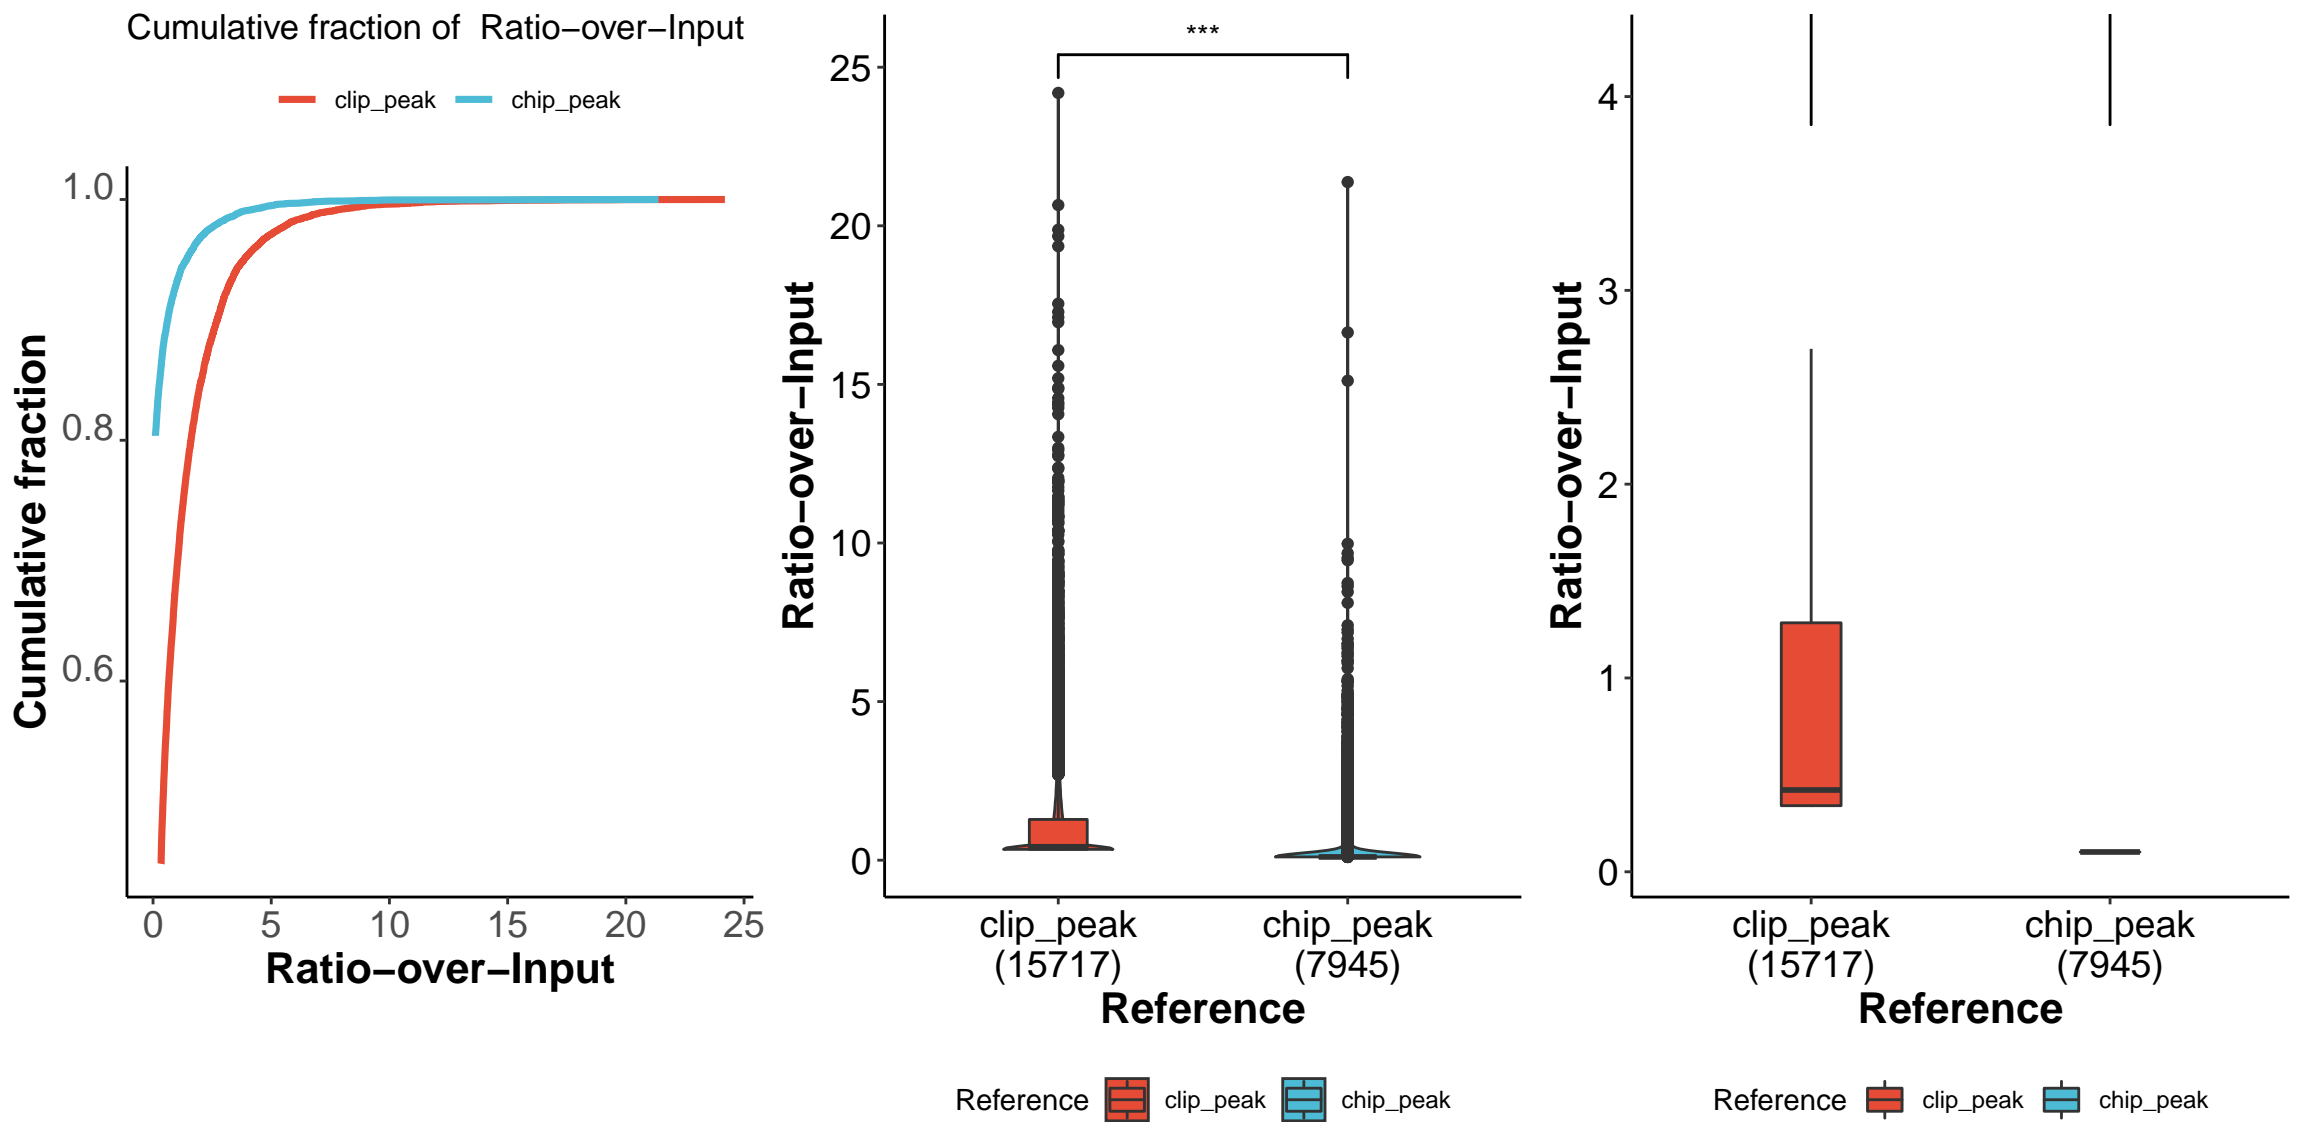 Cumulative fraction of  Ratio−over−Input
clip_peak chip_peak
1.0
0.8
0.6
Cumulative fraction
0 5 10 15 20 25
Ratio−over−Input
***
25
20
15
10
5
0
Ratio−over−Input
clip_peak chip_peak
(15717) (7945)
Reference
Reference clip_peak chip_peak
4
3
2
1
0
Ratio−over−Input
clip_peak chip_peak
(15717) (7945)
Reference
Reference clip_peak chip_peak